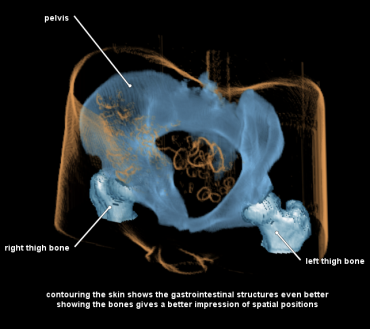 pelvis
right thigh bone
left thigh bone
contouring the skin shows the gastrointestinal structures even better
showing the bones gives a better impression of spatial positions